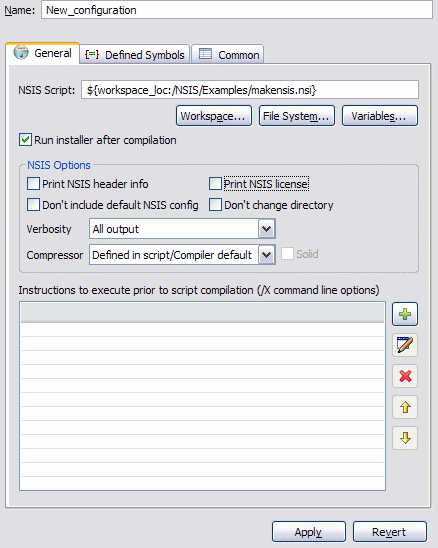 Name: New_configuration
General {=} Defined Symbols Common
NSIS Script: ${workspace_loc:/NSIS/Examples/makensis.nsi}
Workspace... File System... Variables...
Run installer after compilation
NSIS Options
Print NSIS header info Print NSIS license
Don't include default NSIS config Don't change directory
Verbosity All output
Compressor Defined in script/Compiler default Solid
Instructions to execute prior to script compilation (/X command line options)
Apply Revert